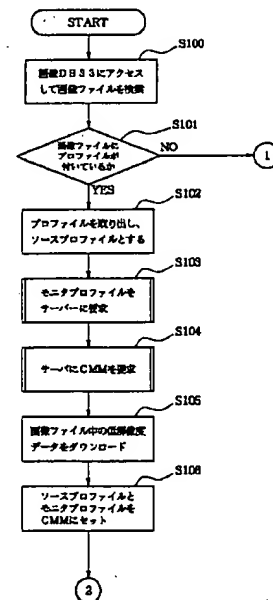 START
S100
画像DB33にアクセス
して画像ファイルを検索
S101
画像ファイルに
プロファイルが
付いているか
NO
1
YES
S102
プロファイルを取り出し、
ソースプロファイルとする
S103
モニタプロファイルを
サーバーに要求
S104
サーバにCMMを要求
S105
画像ファイル中の低解像度
データをダウンロード
S106
ソースプロファイルと
モニタプロファイルを
CMMにセット
2